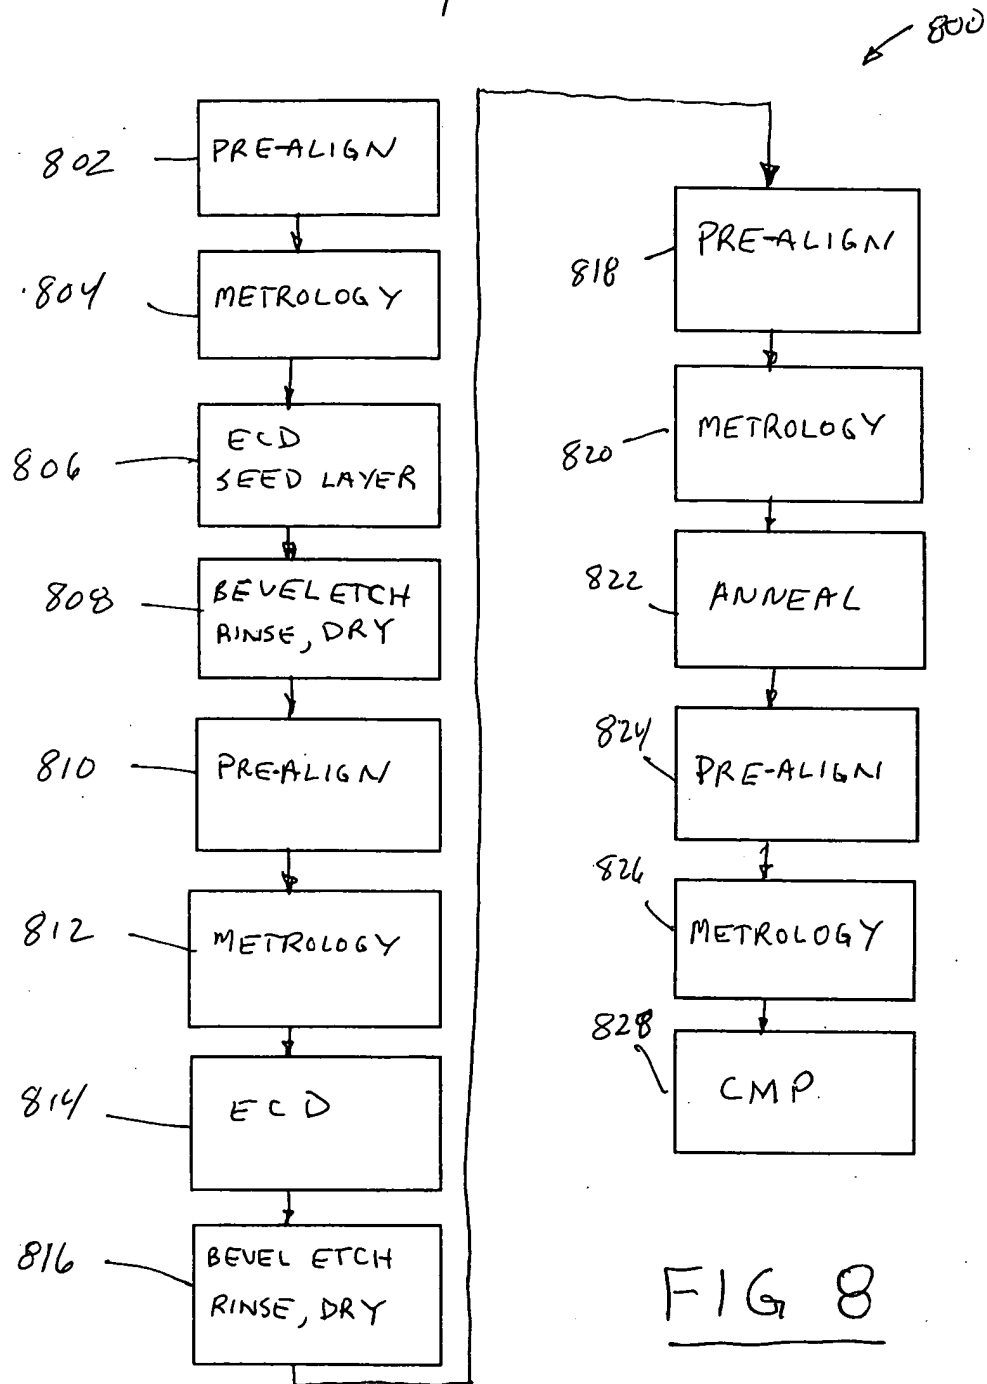 800
802
PRE-ALIGN
804
METROLOGY
806
ECD
SEED LAYER
808
BEVEL ETCH
RINSE, DRY
810
PRE-ALIGN
812
METROLOGY
814
ECD
816
BEVEL ETCH
RINSE, DRY
818
PRE-ALIGN
820
METROLOGY
822
ANNEAL
824
PRE-ALIGN
826
METROLOGY
828
CMP
FIG 8